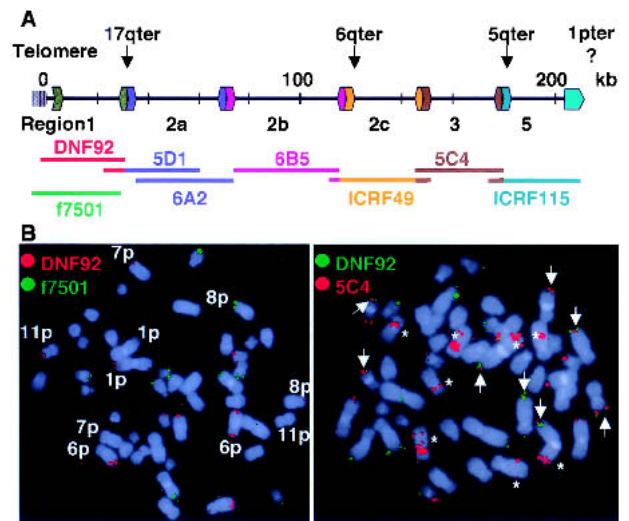 A
17qter
6qter
5qter
1pter
?
Telomere
0
100
200
kb
Region1
2a
2b
2c
3
5
DNF92
5D1
6B5
5C4
f7501
6A2
ICRF49
ICRF115
B
DNF92
f7501
7p
8p
11p
1p
1p
8p
7p
6p
6p
11p
DNF92
5C4
*
*
*
*
*
*
*
*